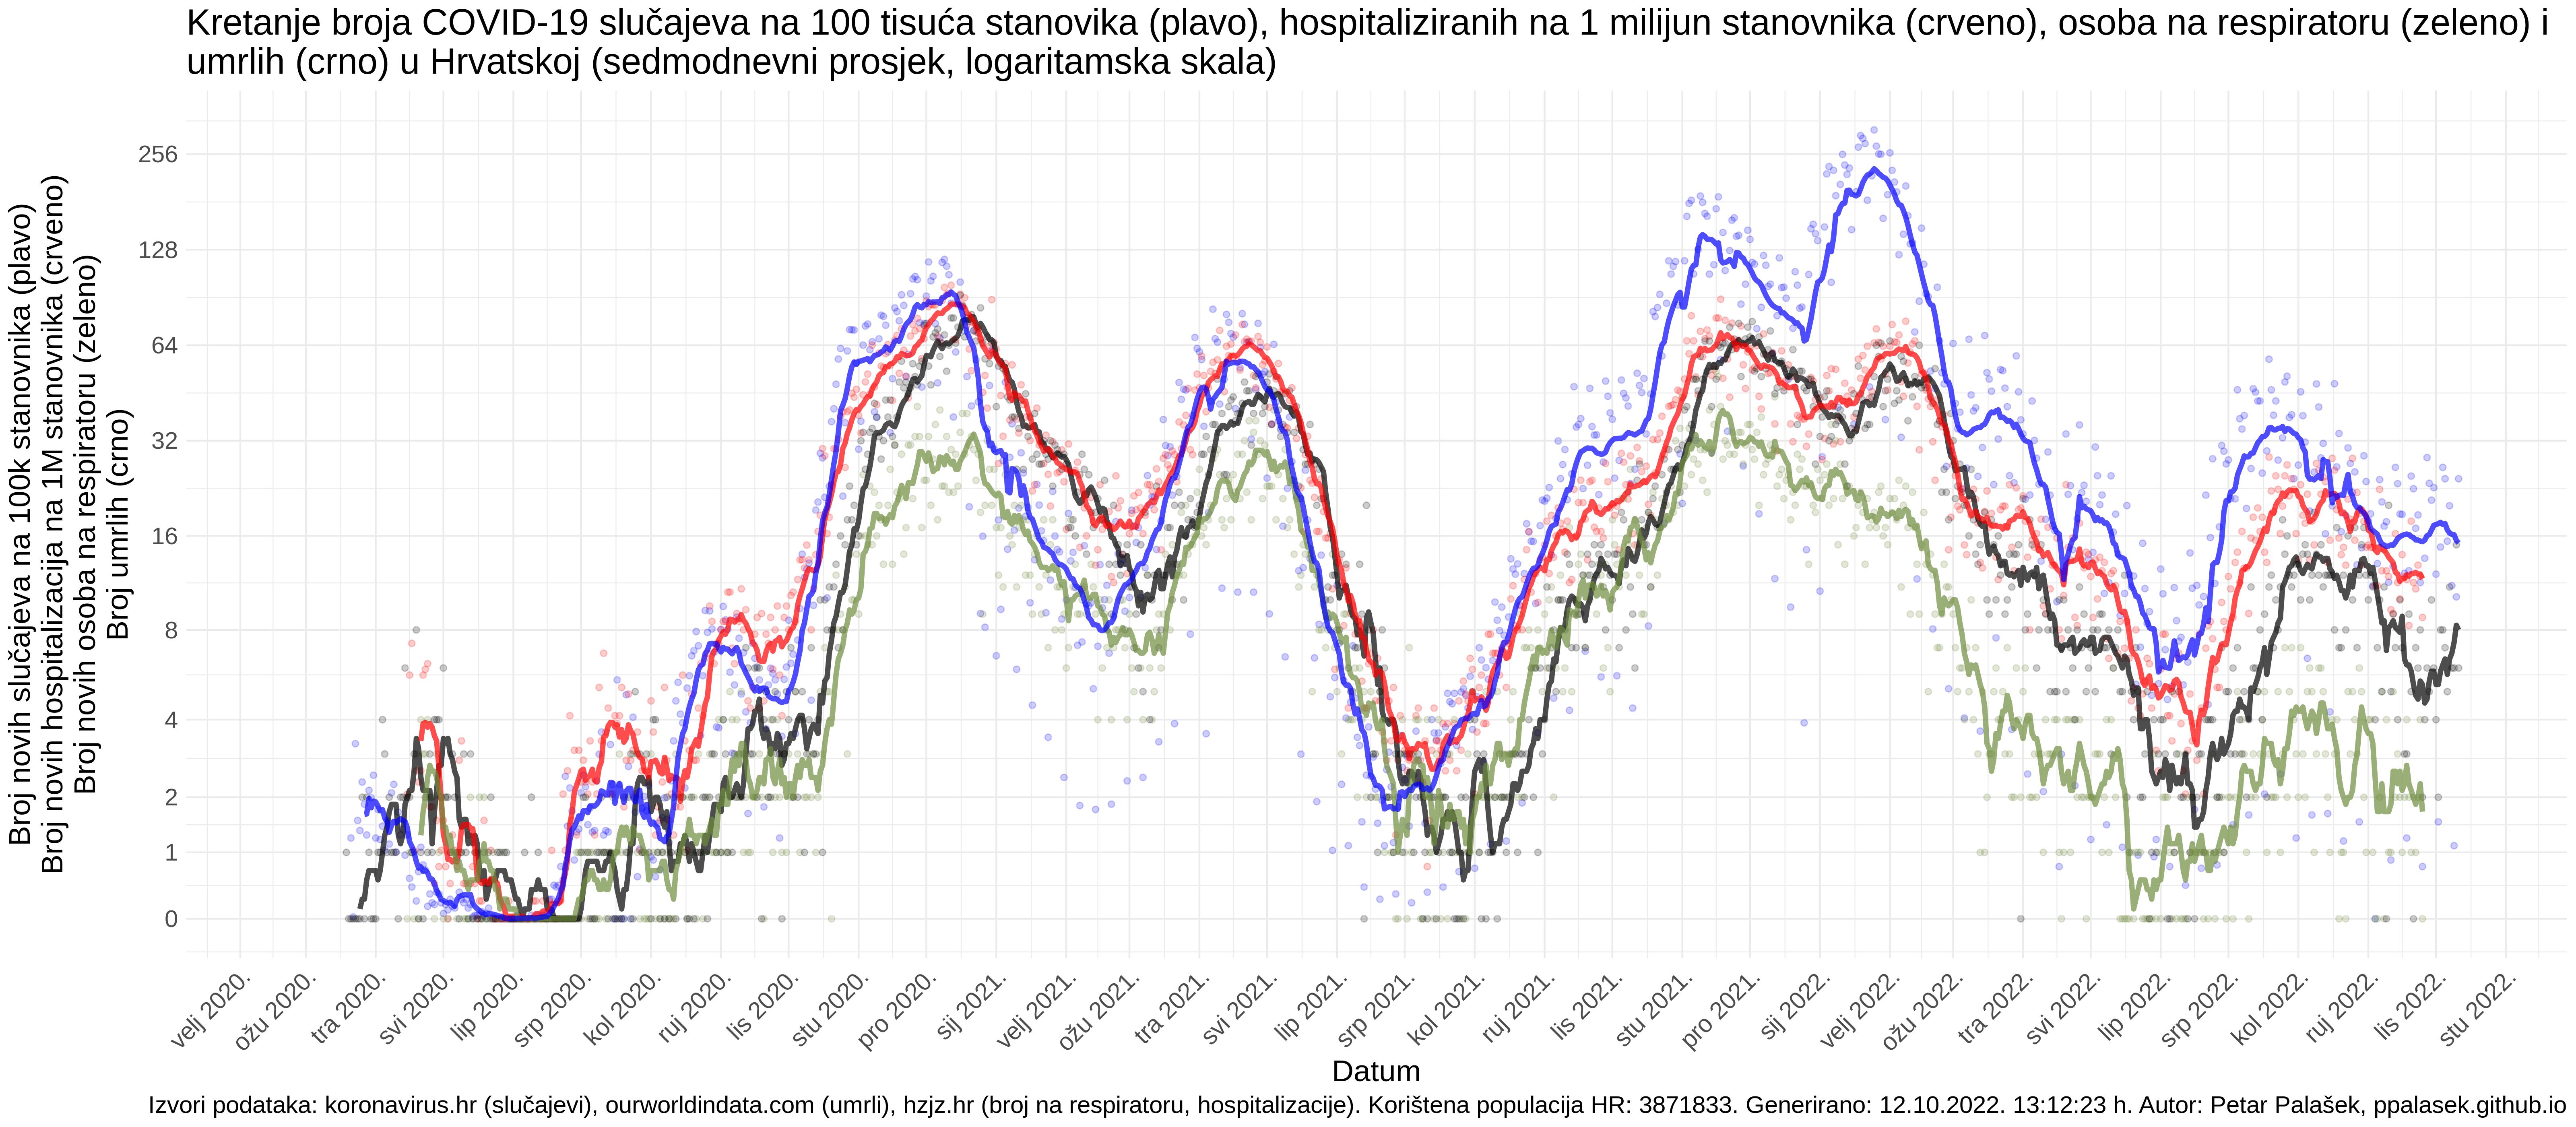 Kretanje broja COVID-19 slučajeva na 100 tisuća stanovika (plavo), hospitaliziranih na 1 milijun stanovnika (crveno), osoba na respiratoru (zeleno) i
umrlih (crno) u Hrvatskoj (sedmodnevni prosjek, logaritamska skala)
Broj novih slučajeva na 100k stanovnika (plavo)
Broj novih hospitalizacija na 1M stanovnika (crveno)
Broj novih osoba na respiratoru (zeleno)
Broj umrlih (crno)
256
128
64
32
16
8
4
2
1
0
velj 2020.
ožu 2020.
tra 2020.
svi 2020.
lip 2020.
srp 2020.
kol 2020.
ruj 2020.
lis 2020.
stu 2020.
pro 2020.
sij 2021.
velj 2021.
ožu 2021.
tra 2021.
svi 2021.
lip 2021.
srp 2021.
kol 2021.
ruj 2021.
lis 2021.
stu 2021.
pro 2021.
sij 2022.
velj 2022.
ožu 2022.
tra 2022.
svi 2022.
lip 2022.
srp 2022.
kol 2022.
ruj 2022.
lis 2022.
stu 2022.
Datum
Izvori podataka: koronavirus.hr (slučajevi), ourworldindata.com (umrli), hzjz.hr (broj na respiratoru, hospitalizacije). Korištena populacija HR: 3871833. Generirano: 12.10.2022. 13:12:23 h. Autor: Petar Palašek, ppalasek.github.io